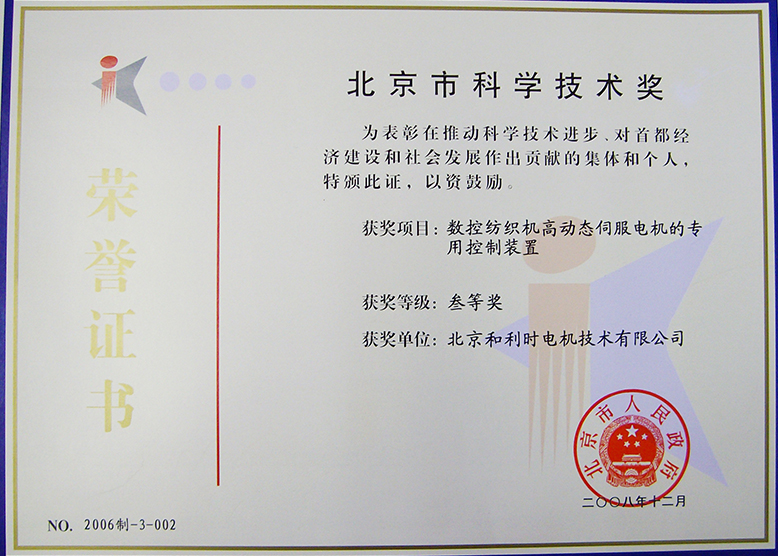 北京市科学技术奖
为表彰在推动科学技术进步、对首都经
济建设和社会发展作出贡献的集体和个人，
特颁此证，以资鼓励。
荣誉证书
获奖项目：数控纺织机高动态伺服电机的专
用控制装置
获奖等级：叁等奖
获奖单位：北京和利时电机技术有限公司
北京市人民政府
二〇〇八年十二月
NO. 2006制-3-002